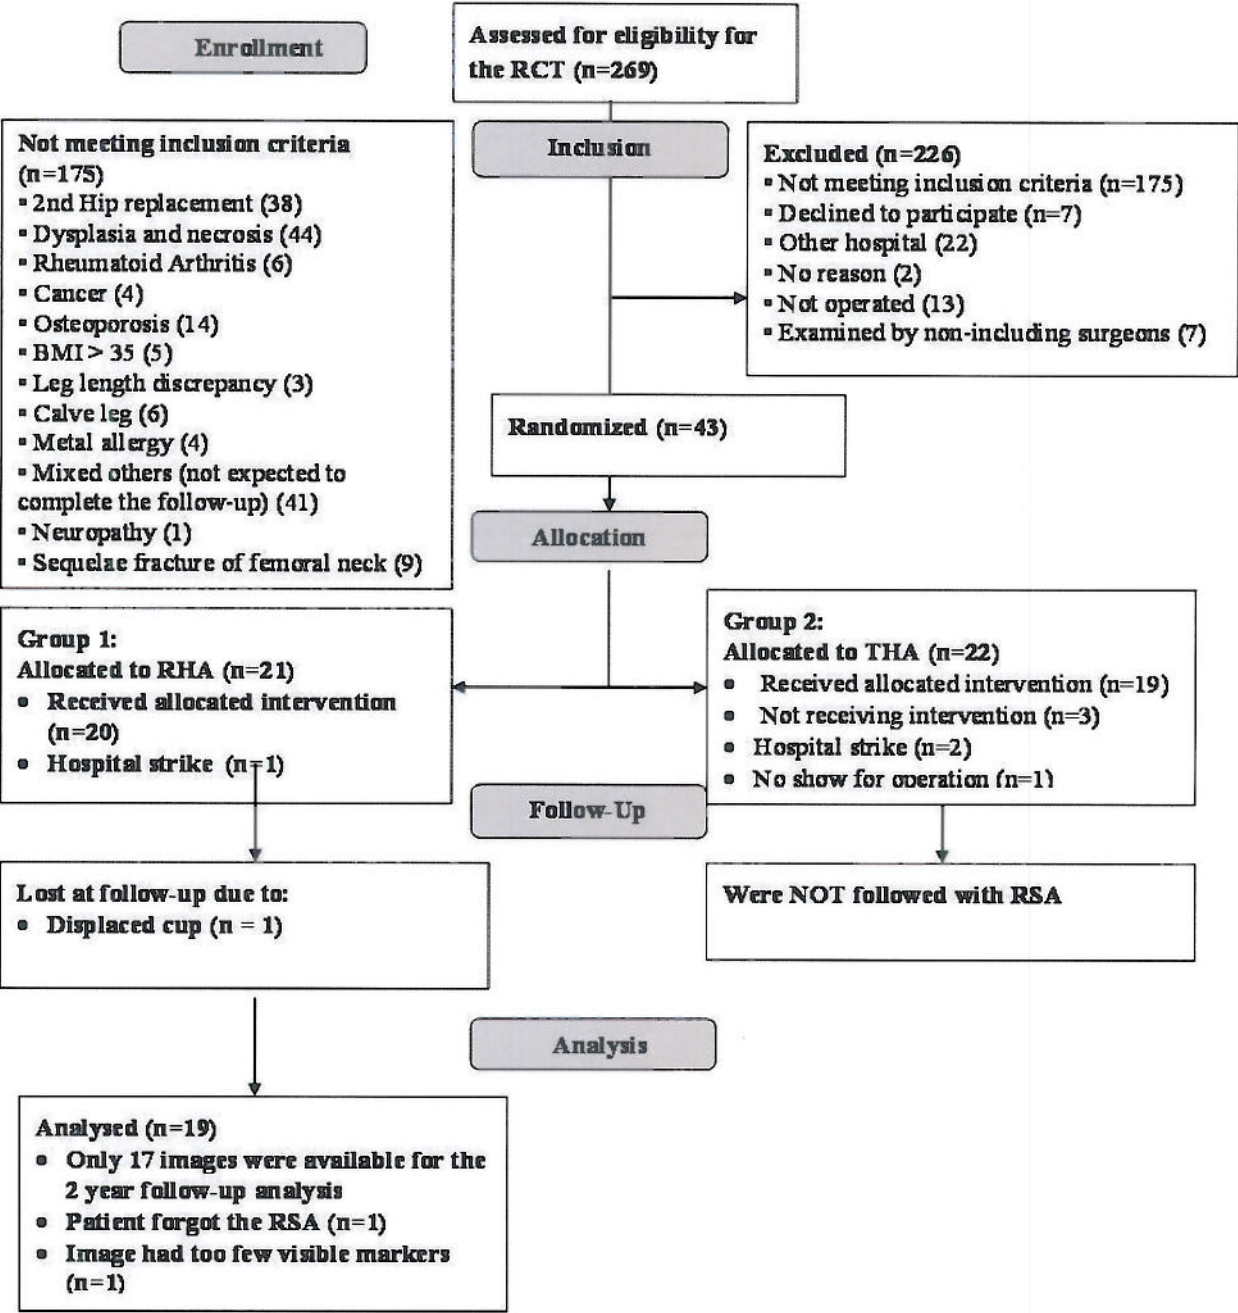 Enrollment
Assessed for eligibility for
the RCT (n=269)
Inclusion
Not meeting inclusion criteria
(n=175)
▪ 2nd Hip replacement (38)
▪ Dysplasia and necrosis (44)
▪ Rheumatoid Arthritis (6)
▪ Cancer (4)
▪ Osteoporosis (14)
▪ BMI > 35 (5)
▪ Leg length discrepancy (3)
▪ Calve leg (6)
▪ Metal allergy (4)
▪ Mixed others (not expected to
complete the follow-up) (41)
▪ Neuropathy (1)
▪ Sequelae fracture of femoral neck (9)
Excluded (n=226)
▪ Not meeting inclusion criteria (n=175)
▪ Declined to participate (n=7)
▪ Other hospital (22)
▪ No reason (2)
▪ Not operated (13)
▪ Examined by non-including surgeons (7)
Randomized (n=43)
Allocation
Group 1:
Allocated to RHA (n=21)
• Received allocated intervention
(n=20)
• Hospital strike (n=1)
Group 2:
Allocated to THA (n=22)
• Received allocated intervention (n=19)
• Not receiving intervention (n=3)
• Hospital strike (n=2)
• No show for operation (n=1)
Follow-Up
Lost at follow-up due to:
• Displaced cup (n = 1)
Were NOT followed with RSA
Analysis
Analysed (n=19)
• Only 17 images were available for the
2 year follow-up analysis
• Patient forgot the RSA (n=1)
• Image had too few visible markers
(n=1)